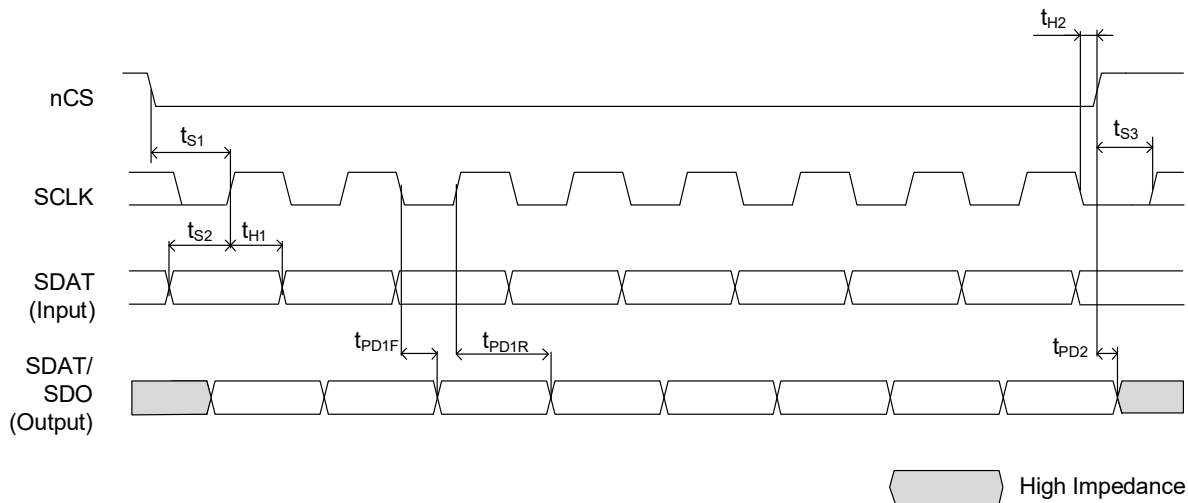 tH2
nCS
tS1
tS3
SCLK
tS2
tH1
SDAT
(Input)
tPD1F
tPD1R
tPD2
SDAT/
SDO
(Output)
High Impedance